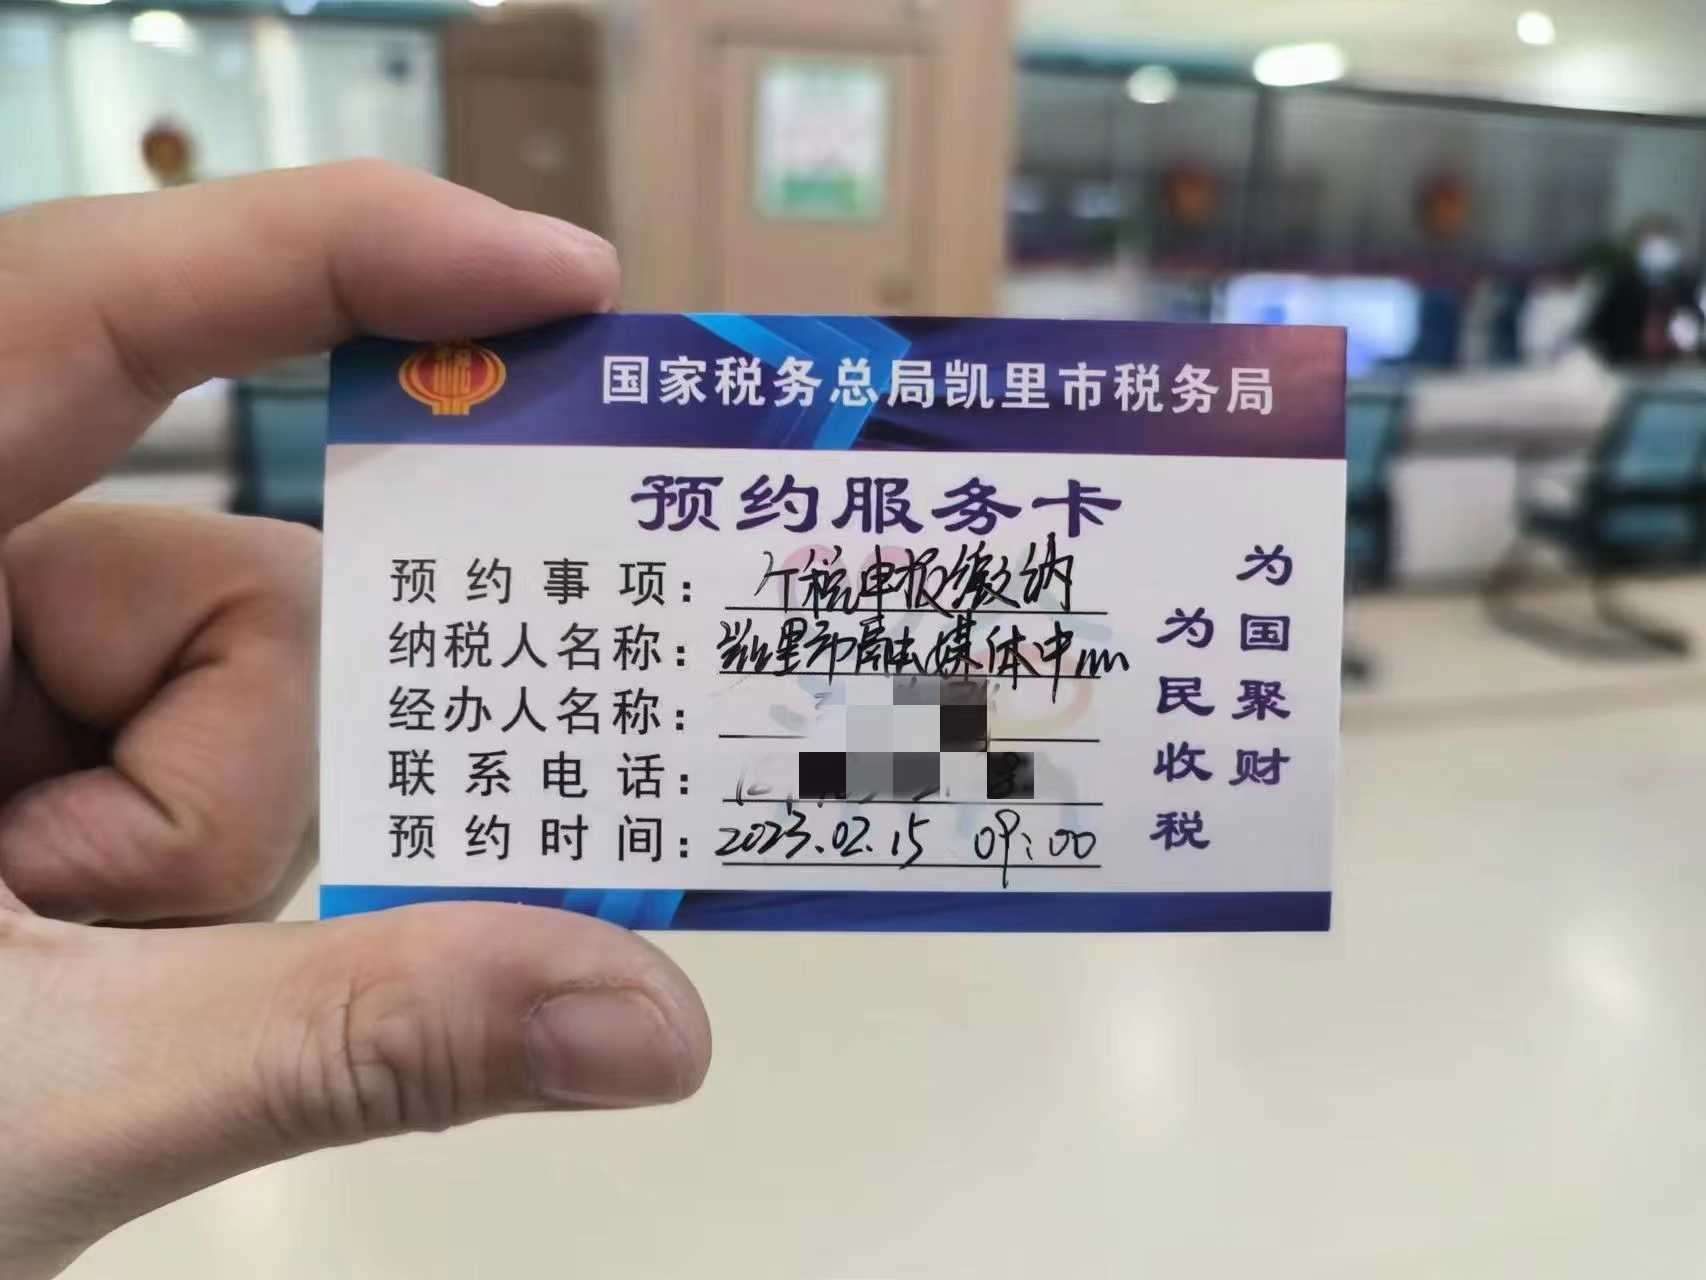 国家税务总局凯里市税务局
预约服务卡
预约事项：个税申报缴纳
纳税人名称：凯里市融媒体中心
经办人名称：
联系电话：
预约时间：2023.02.15 09:00
为国聚财
为民收税